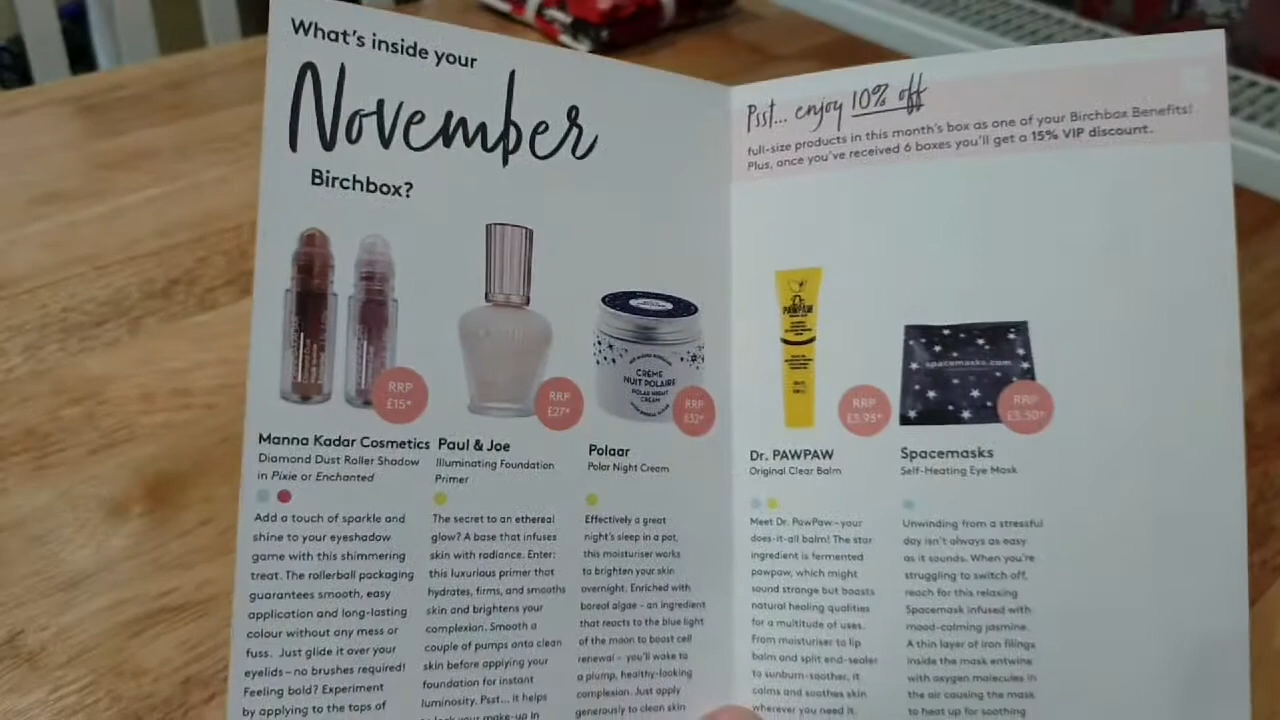 What's inside your
November
Birchbox?
Psst... enjoy 10% off
full-size products in this month's box as one of your Birchbox Benefits!
Plus, once you've received 6 boxes you'll get a 15% VIP discount.
RRP
£15*
RRP
£27*
CRÈME
NUIT POLAIRE
POLAR NIGHT
CREAM
RRP
£32*
Dr.
PAWPAW
RRP
£3.95*
spacemasks.com
RRP
£3.50*
Manna Kadar Cosmetics
Diamond Dust Roller Shadow
in Pixie or Enchanted
Add a touch of sparkle and
shine to your eyeshadow
game with this shimmering
treat. The rollerball packaging
guarantees smooth, easy
application and long-lasting
colour without any mess or
fuss. Just glide it over your
eyelids – no brushes required!
Feeling bold? Experiment
by applying to the tops of
Paul & Joe
Illuminating Foundation
Primer
The secret to an ethereal
glow? A base that infuses
skin with radiance. Enter:
this luxurious primer that
hydrates, firms, and smooths
skin and brightens your
complexion. Smooth a
couple of pumps onto clean
skin before applying your
foundation for instant
luminosity. Psst... it helps
to lock your make-up in
Polaar
Polar Night Cream
Effectively a great
night's sleep in a pot,
this moisturiser works
to brighten your skin
overnight. Enriched with
boreal algae – an ingredient
that reacts to the blue light
of the moon to boost cell
renewal – you'll wake to
a plump, healthy-looking
complexion. Just apply
generously to clean skin
Dr. PAWPAW
Original Clear Balm
Meet Dr. PawPaw – your
does-it-all balm! The star
ingredient is fermented
pawpaw, which might
sound strange but boasts
natural healing qualities
for a multitude of uses.
From moisturiser to lip
balm and split end-sealer
to sunburn-soother, it
calms and soothes skin
wherever you need it.
Spacemasks
Self-Heating Eye Mask
Unwinding from a stressful
day isn't always as easy
as it sounds. When you're
struggling to switch off,
reach for this relaxing
Spacemask infused with
mood-calming jasmine.
A thin layer of iron filings
inside the mask entwine
with oxygen molecules in
the air causing the mask
to heat up for soothing